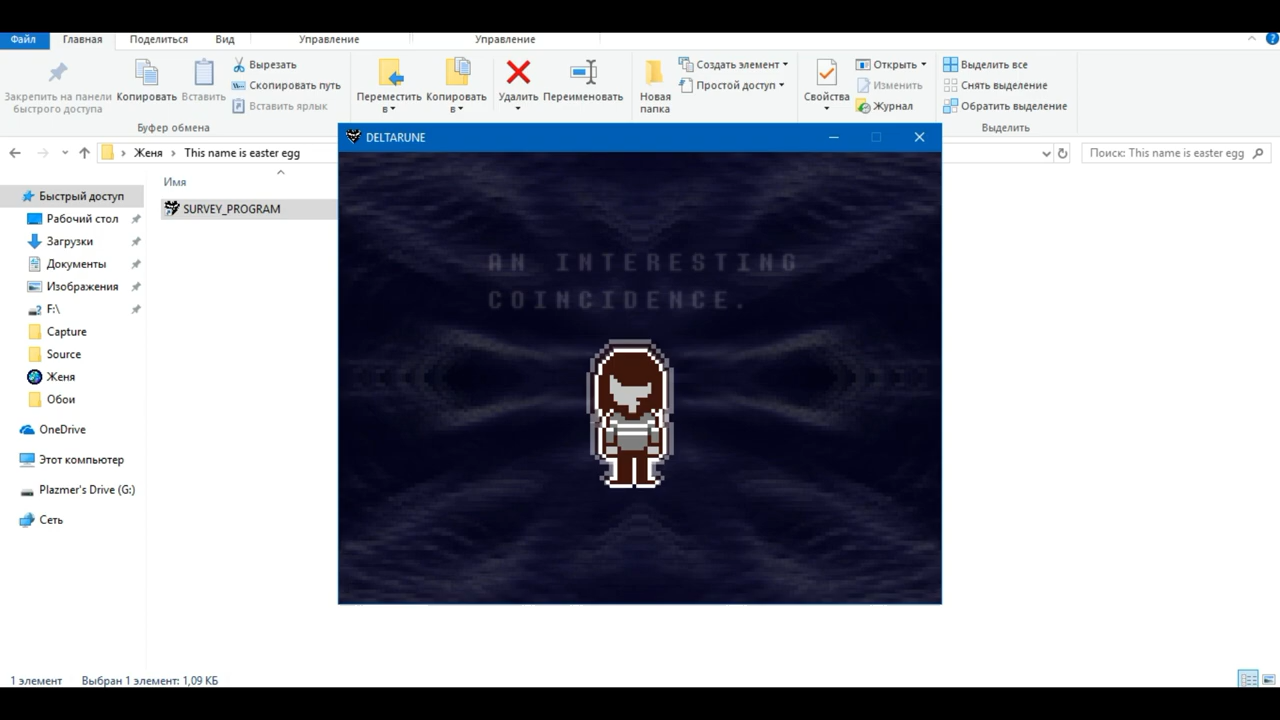 Файл Главная Поделиться Вид Управление Управление
Закрепить на панели
быстрого доступа
Копировать
Вставить
Вырезать
Скопировать путь
Вставить ярлык
Буфер обмена
Переместить
в
Копировать
в
Удалить
Переименовать
Новая
папка
Создать элемент
Простой доступ
Свойства
Открыть
Изменить
Журнал
Выделить все
Снять выделение
Обратить выделение
Выделить
DELTARUNE
Женя This name is easter egg
Поиск: This name is easter egg
Имя
SURVEY_PROGRAM
Быстрый доступ
Рабочий стол
Загрузки
Документы
Изображения
F:\
Capture
Source
Женя
Обои
OneDrive
Этот компьютер
Plazmer's Drive (G:)
Сеть
AN INTERESTING
COINCIDENCE.
1 элемент Выбран 1 элемент: 1,09 КБ